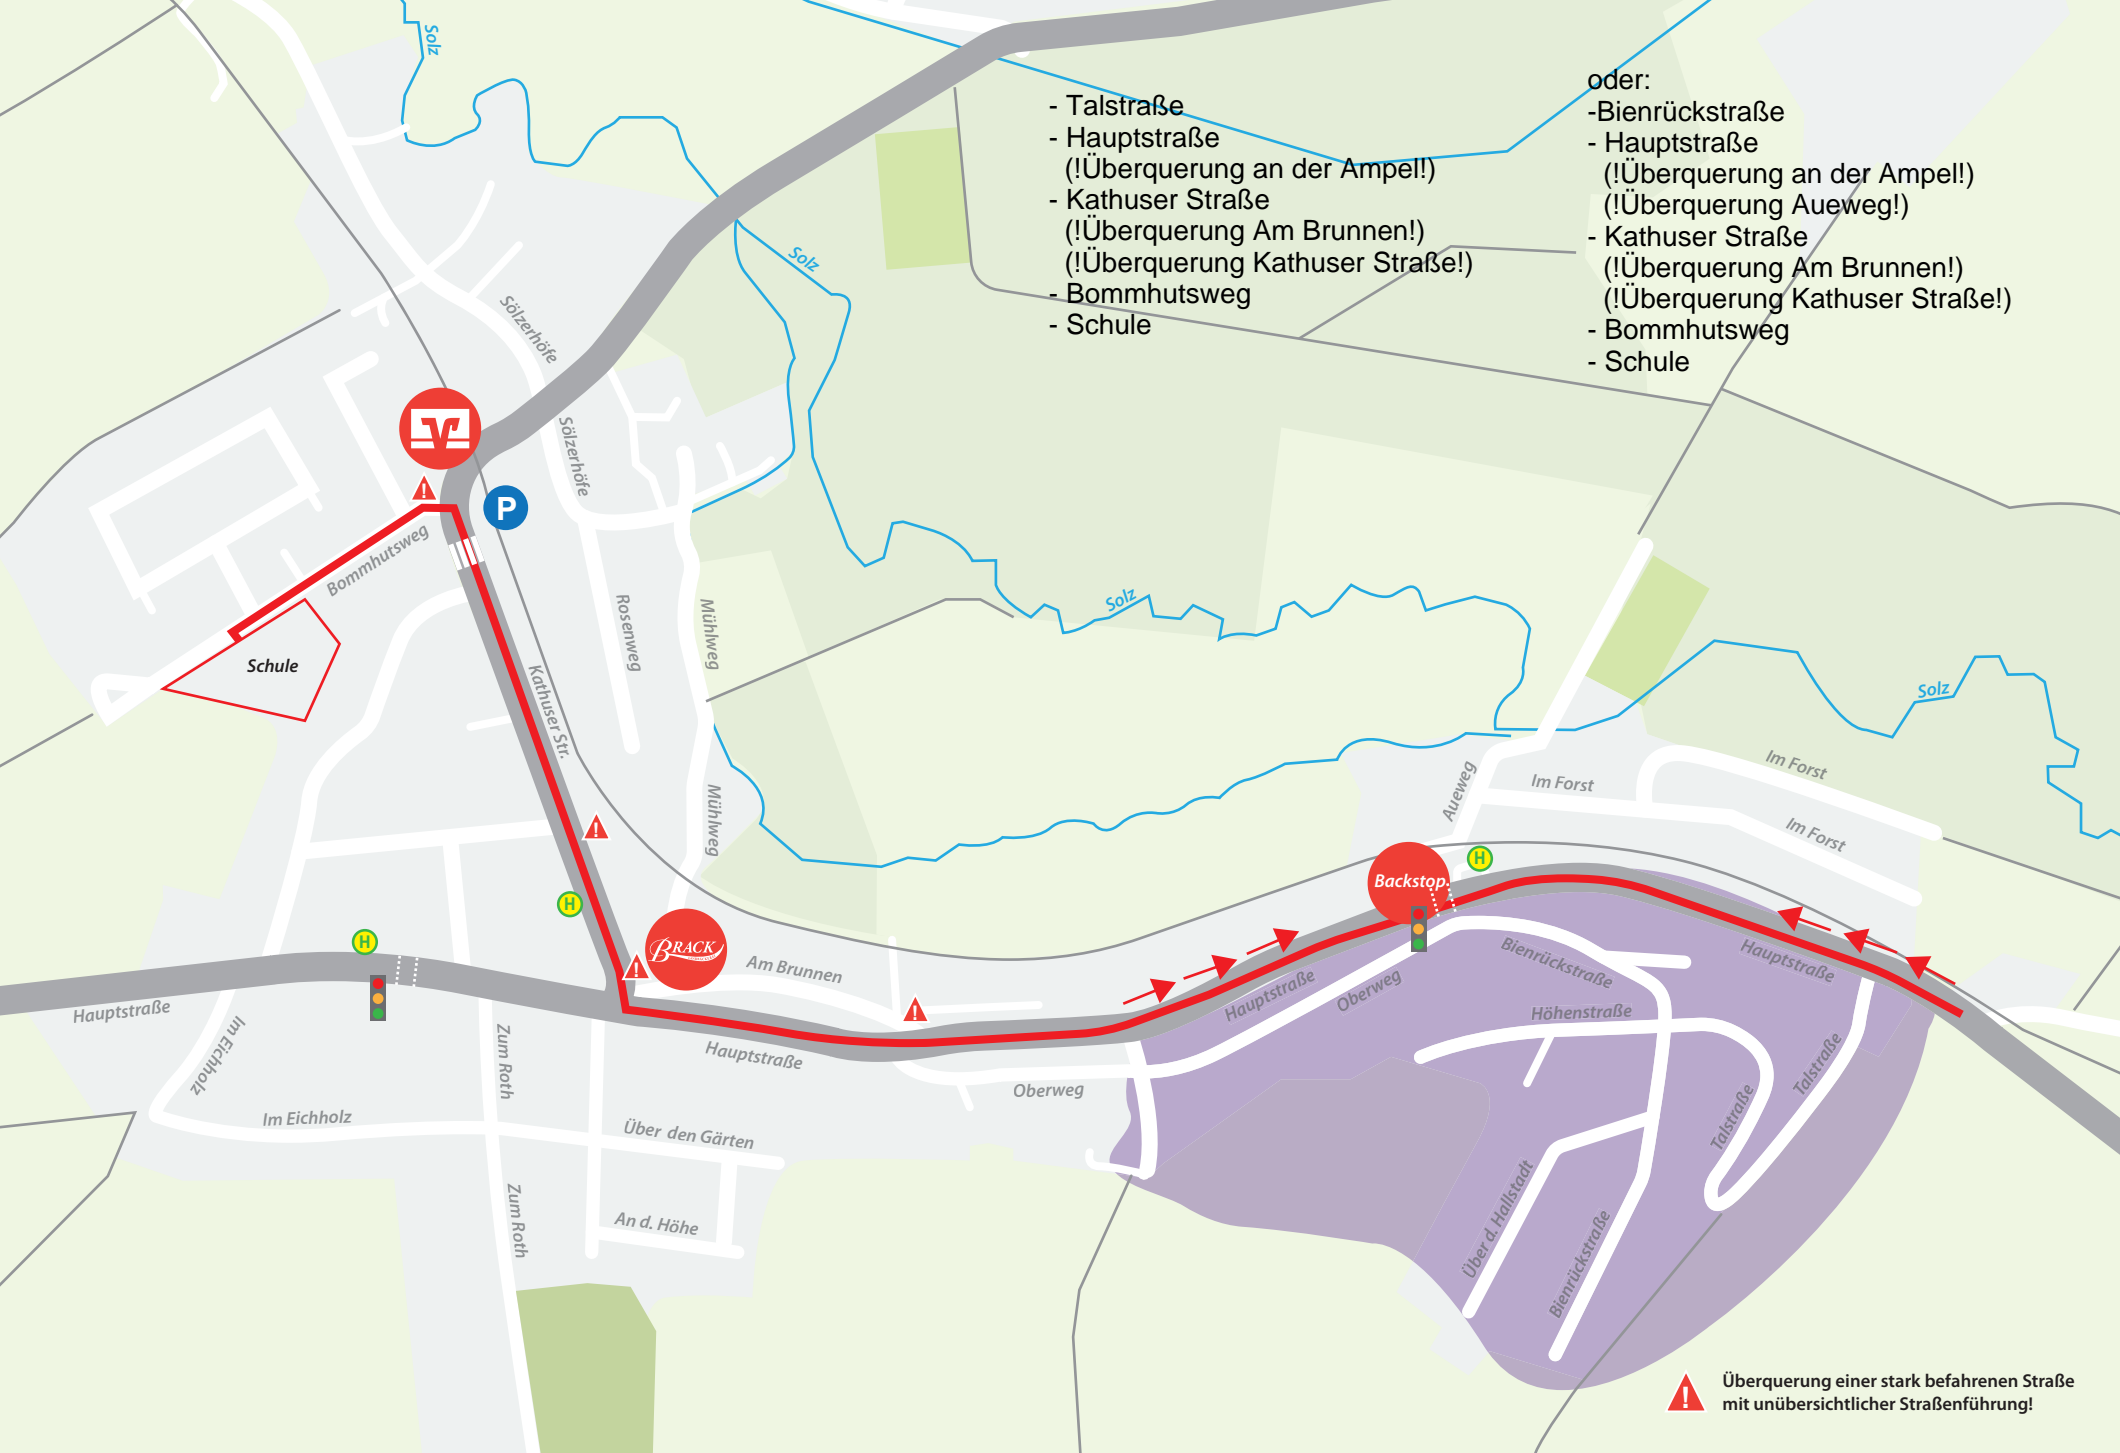 Solz
- Talstraße
- Hauptstraße
(!Überquerung an der Ampel!)
- Kathuser Straße
(!Überquerung Am Brunnen!)
(!Überquerung Kathuser Straße!)
- Bommhutsweg
- Schule
oder:
-Bienrückstraße
- Hauptstraße
(!Überquerung an der Ampel!)
(!Überquerung Aueweg!)
- Kathuser Straße
(!Überquerung Am Brunnen!)
(!Überquerung Kathuser Straße!)
- Bommhutsweg
- Schule
Solz
Sölzerhöfe
Sölzerhöfe
P
Bommhutsweg
Schule
Rosenweg
Mühlweg
Solz
Kathuser Str.
Solz
Mühlweg
Aueweg
Im Forst
Im Forst
Im Forst
H
Backstop.
H
H
BRACK
Am Brunnen
Hauptstraße
Bienrückstraße
Hauptstraße
Oberweg
Hauptstraße
Höhenstraße
Im Eichholz
Zum Roth
Hauptstraße
Oberweg
Talstraße
Talstraße
Im Eichholz
Über den Gärten
Zum Roth
An d. Höhe
Über d. Hallstadt
Bienrückstraße
Überquerung einer stark befahrenen Straße
mit unübersichtlicher Straßenführung!